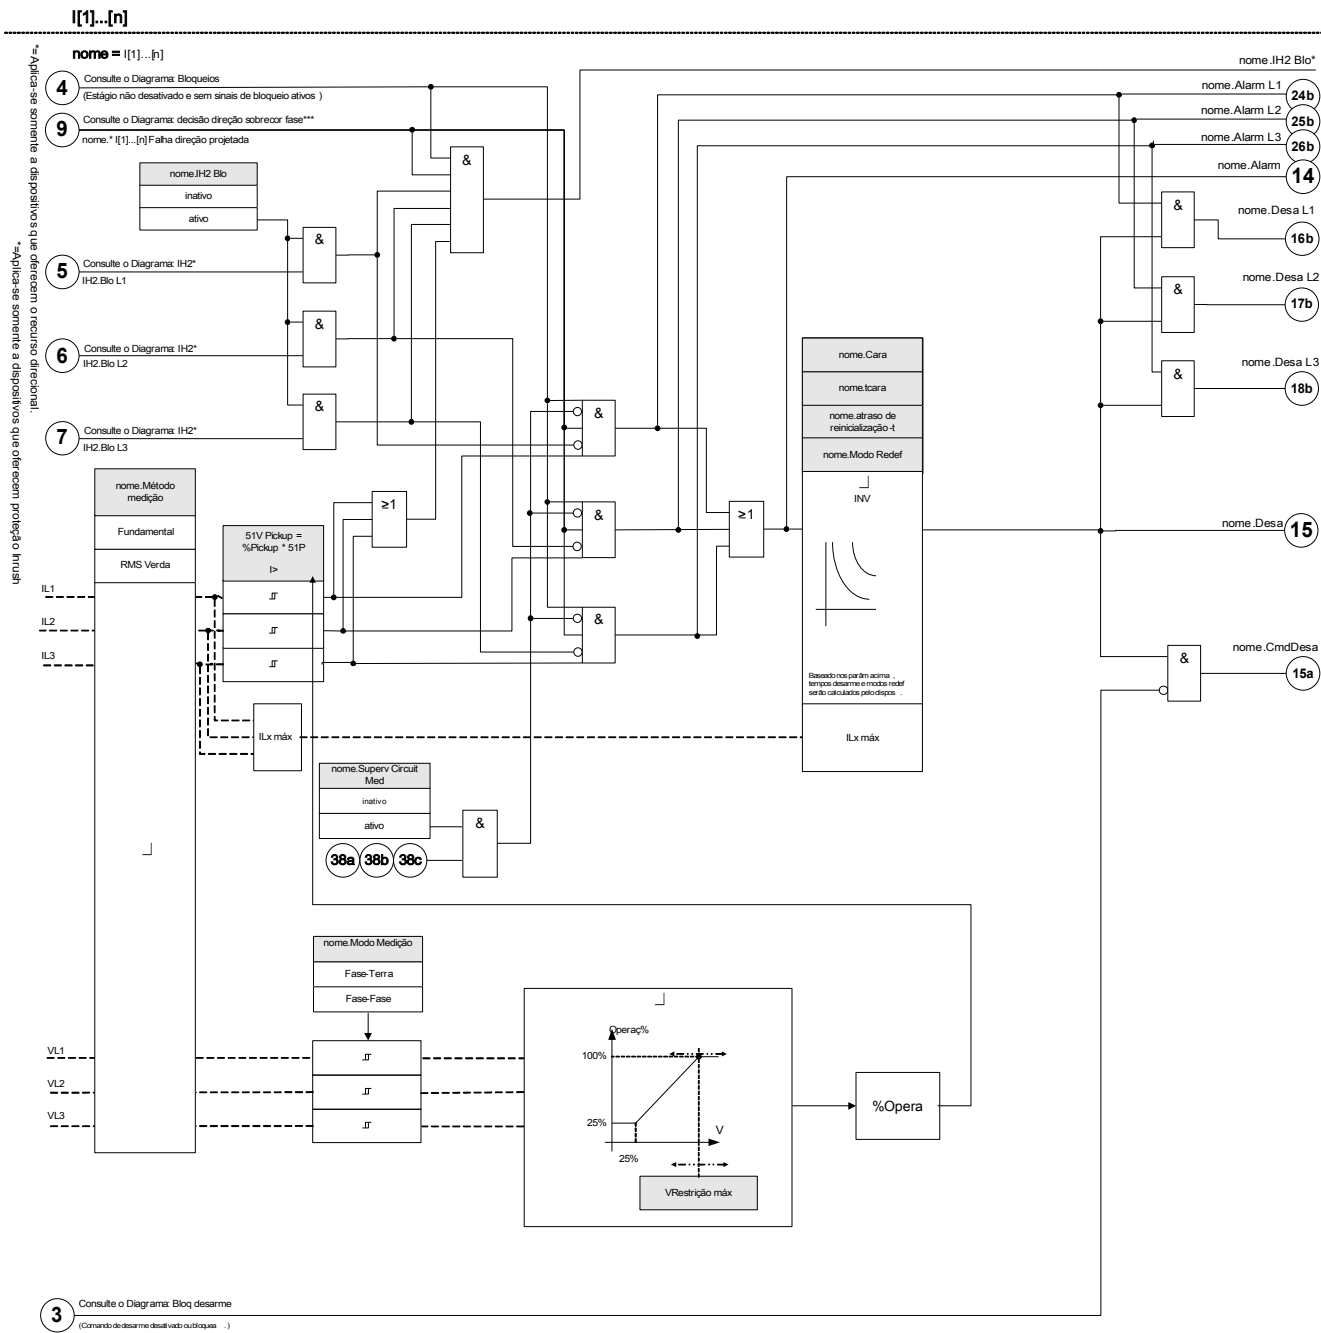 I[1]...[n]
nome = I[1]...[n]
*=Aplica-se somente a dispositivos que oferecem o recurso direcional.
*=Aplica-se somente a dispositivos que oferecem proteção Inrush
4
Consulte o Diagrama: Bloqueios
(Estágio não desativado e sem sinais de bloqueio ativos )
9
Consulte o Diagrama: decisão direção sobrecor fase***
nome.* I[1]...[n] Falha direção projetada
nome.IH2 Blo
inativo
ativo
&
&
5
Consulte o Diagrama: IH2*
IH2.Blo L1
&
6
Consulte o Diagrama: IH2*
IH2.Blo L2
&
7
Consulte o Diagrama: IH2*
IH2.Blo L3
nome.IH2 Blo*
nome.Alarm L1
24b
nome.Alarm L2
25b
nome.Alarm L3
26b
nome.Alarm
14
&
nome.Desa L1
16b
&
nome.Desa L2
17b
&
nome.Desa L3
18b
nome.Método
medição
Fundamental
RMS Verda
IL1
IL2
IL3
51V Pickup =
%Pickup * 51P
I>
≥1
&
&
&
≥1
nome.Cara
nome.tcara
nome.atraso de
reinicialização -t
nome.Modo Redef
INV
Baseado nos parâm acima ,
tempos desarme e modos redef
serão calculados pelo dispos .
ILx máx
nome.Desa
15
&
nome.CmdDesa
15a
ILx máx
nome.Superv Circuit
Med
inativo
ativo
&
38a
38b
38c
nome.Modo Medição
Fase-Terra
Fase-Fase
VL1
VL2
VL3
Operaç%
100%
25%
V
25%
VRestrição máx
%Opera
3
Consulte o Diagrama: Bloq desarme
(Comando de desarme desativado ou bloquea .)